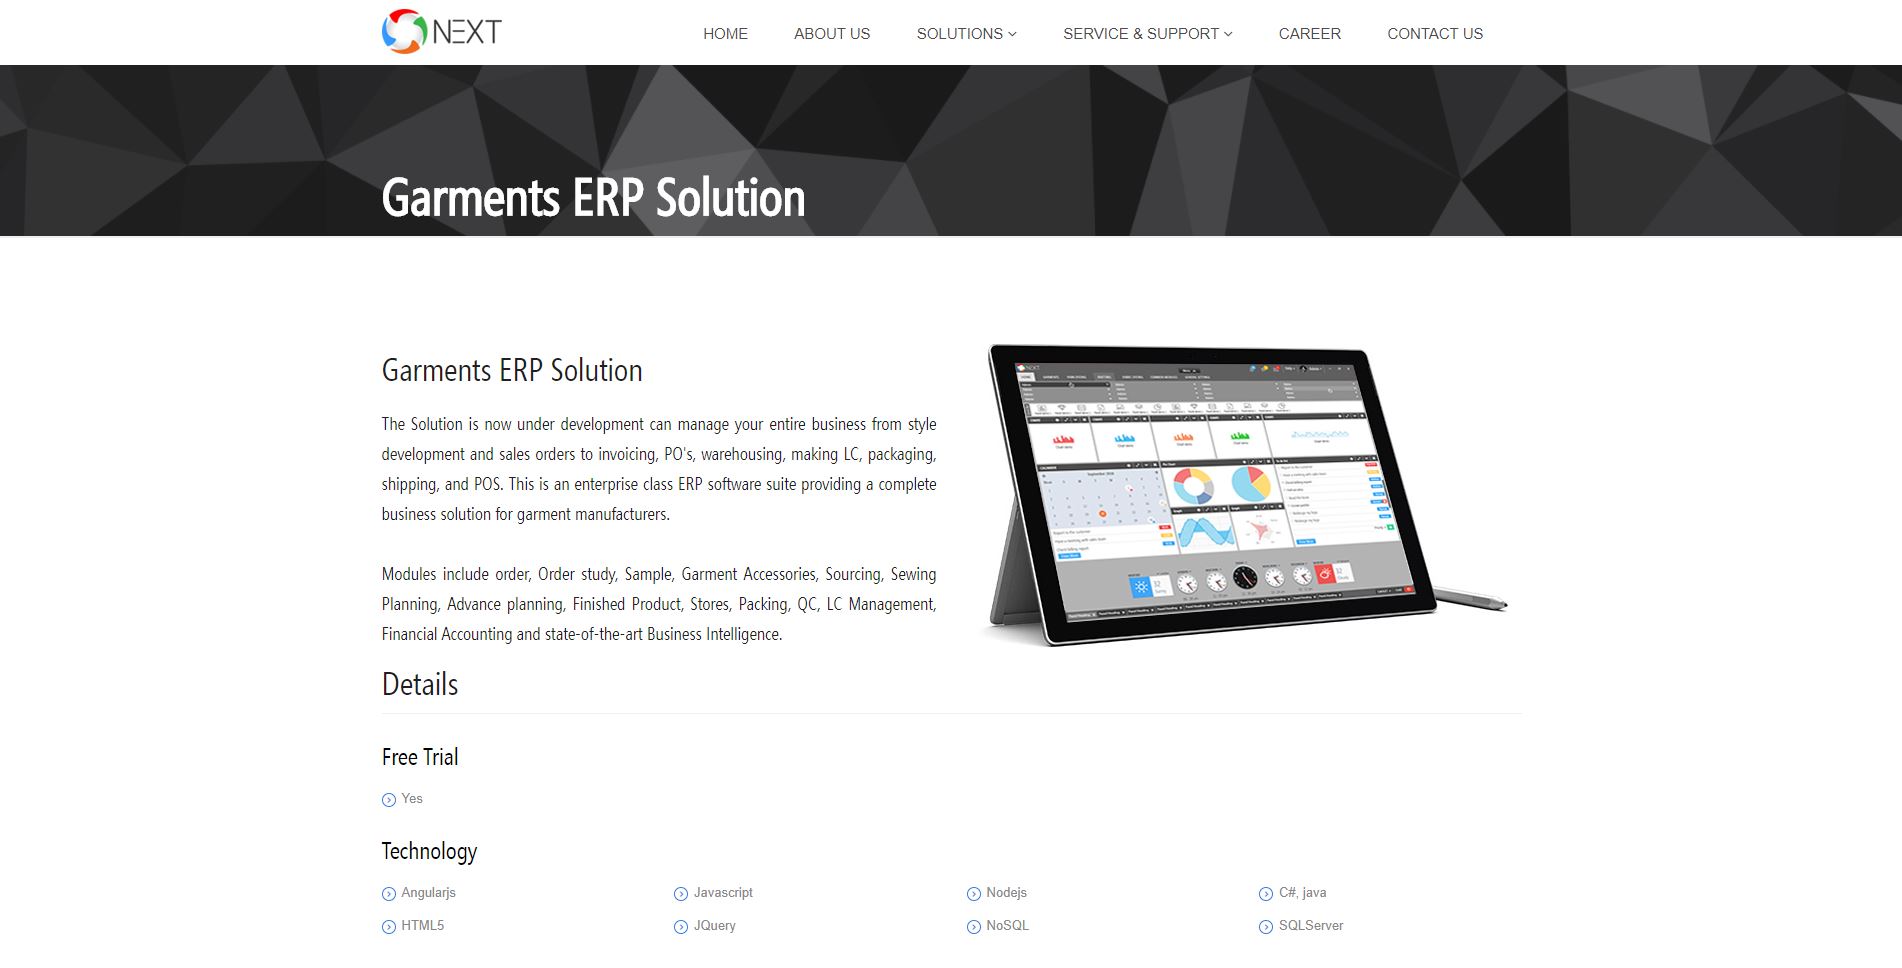 NEXT
HOME ABOUT US SOLUTIONS SERVICE & SUPPORT CAREER CONTACT US
Garments ERP Solution
Garments ERP Solution
The Solution is now under development can manage your entire business from style
development and sales orders to invoicing, PO's, warehousing, making LC, packaging,
shipping, and POS. This is an enterprise class ERP software suite providing a complete
business solution for garment manufacturers.
Modules include order, Order study, Sample, Garment Accessories, Sourcing, Sewing
Planning, Advance planning, Finished Product, Stores, Packing, QC, LC Management,
Financial Accounting and state-of-the-art Business Intelligence.
Details
Free Trial
Yes
Technology
Angularjs Javascript Nodejs C#, java
HTML5 JQuery NoSQL SQLServer